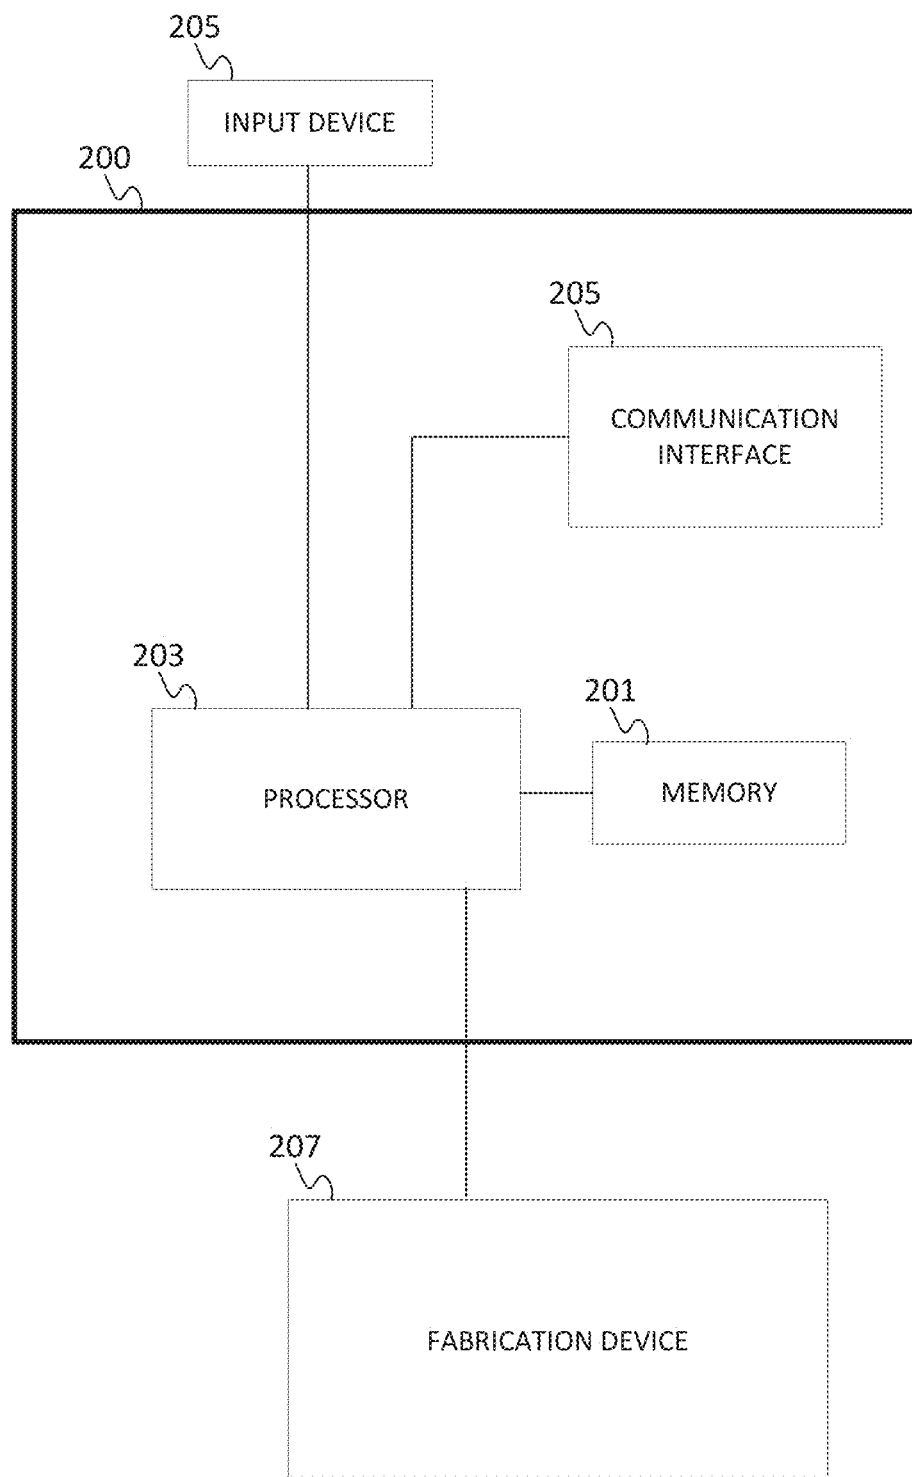 205
INPUT DEVICE
200
205
COMMUNICATION
INTERFACE
203
201
PROCESSOR
MEMORY
207
FABRICATION DEVICE